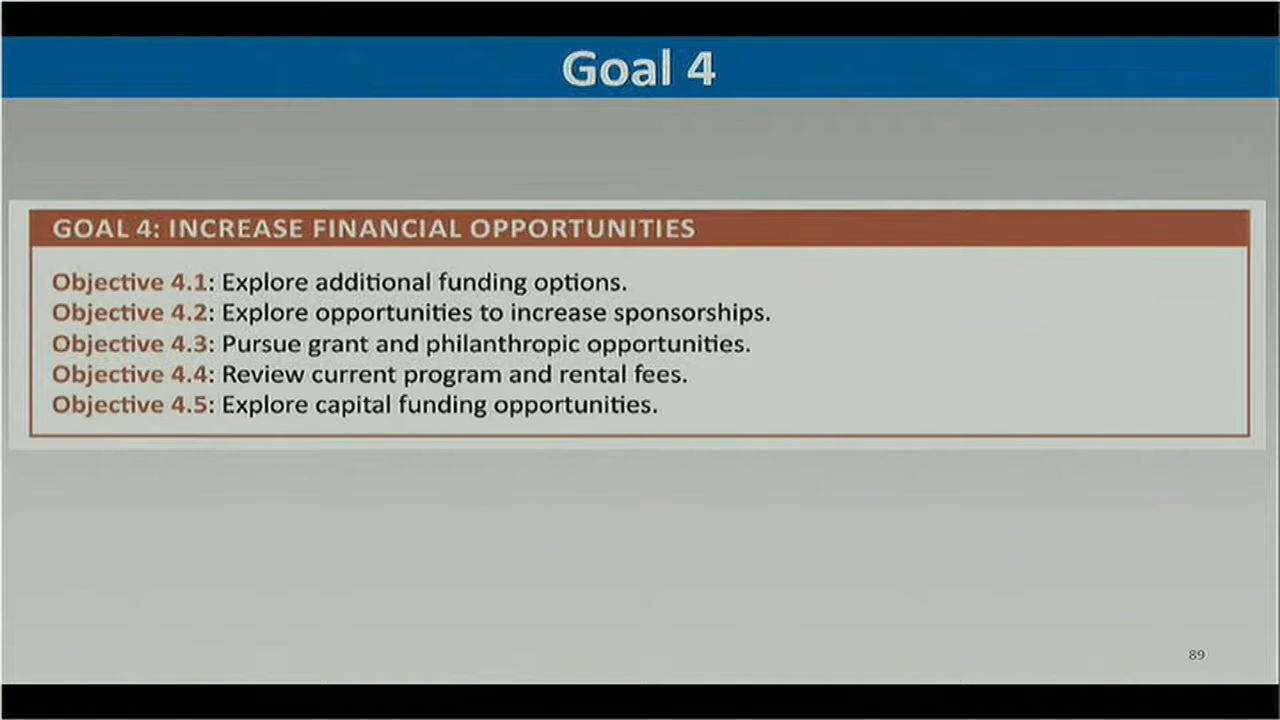 Goal 4
GOAL 4: INCREASE FINANCIAL OPPORTUNITIES
Objective 4.1: Explore additional funding options.
Objective 4.2: Explore opportunities to increase sponsorships.
Objective 4.3: Pursue grant and philanthropic opportunities.
Objective 4.4: Review current program and rental fees.
Objective 4.5: Explore capital funding opportunities.
89